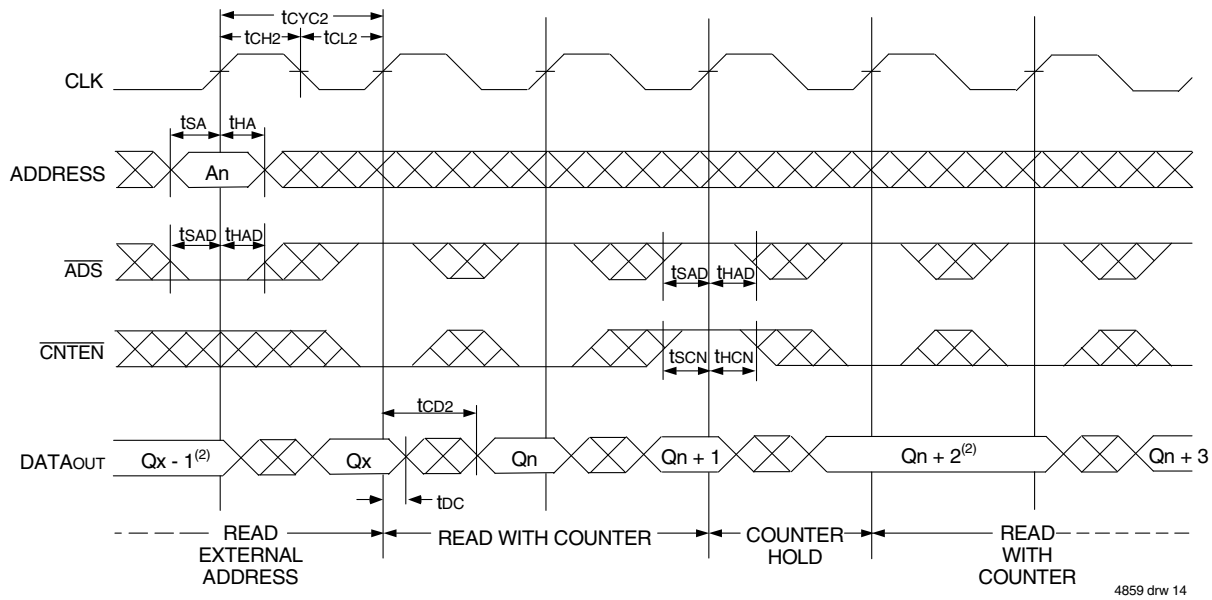 tCYC2
tCH2 tCL2
CLK
tSA tHA
ADDRESS An
tSAD tHAD
ADS
tSAD tHAD
CNTEN
tSCN tHCN
tCD2
DATAOUT Qx - 1(2) Qx Qn Qn + 1 Qn + 2(2) Qn + 3
tDC
READ EXTERNAL ADDRESS
READ WITH COUNTER
COUNTER HOLD
READ WITH COUNTER
4859 drw 14